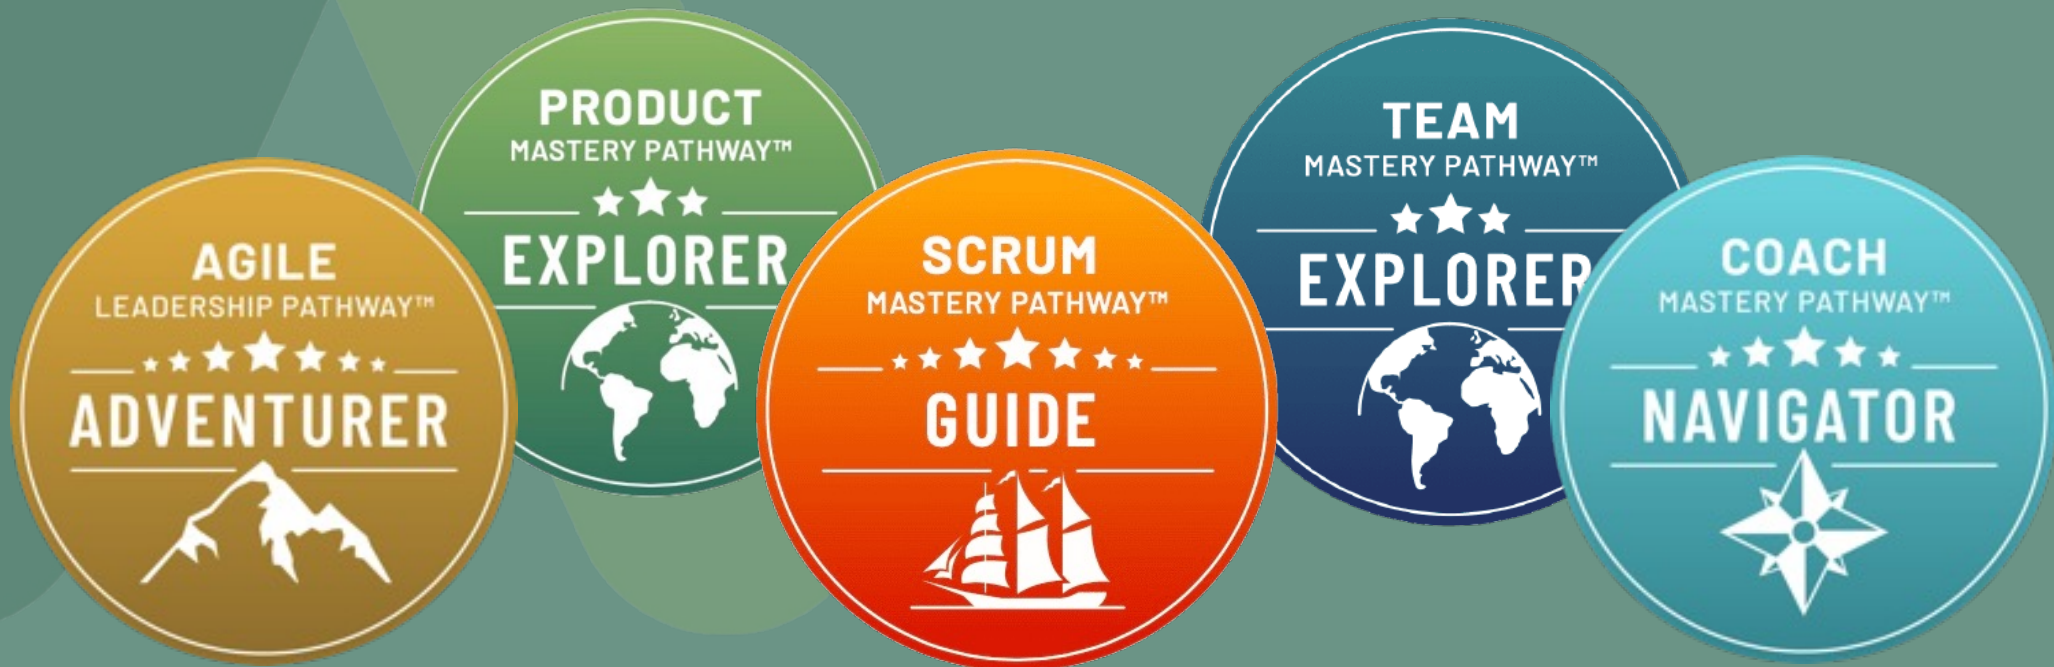 AGILE
LEADERSHIP PATHWAY™
ADVENTURER
PRODUCT
MASTERY PATHWAY™
EXPLORER
SCRUM
MASTERY PATHWAY™
GUIDE
TEAM
MASTERY PATHWAY™
EXPLORER
COACH
MASTERY PATHWAY™
NAVIGATOR